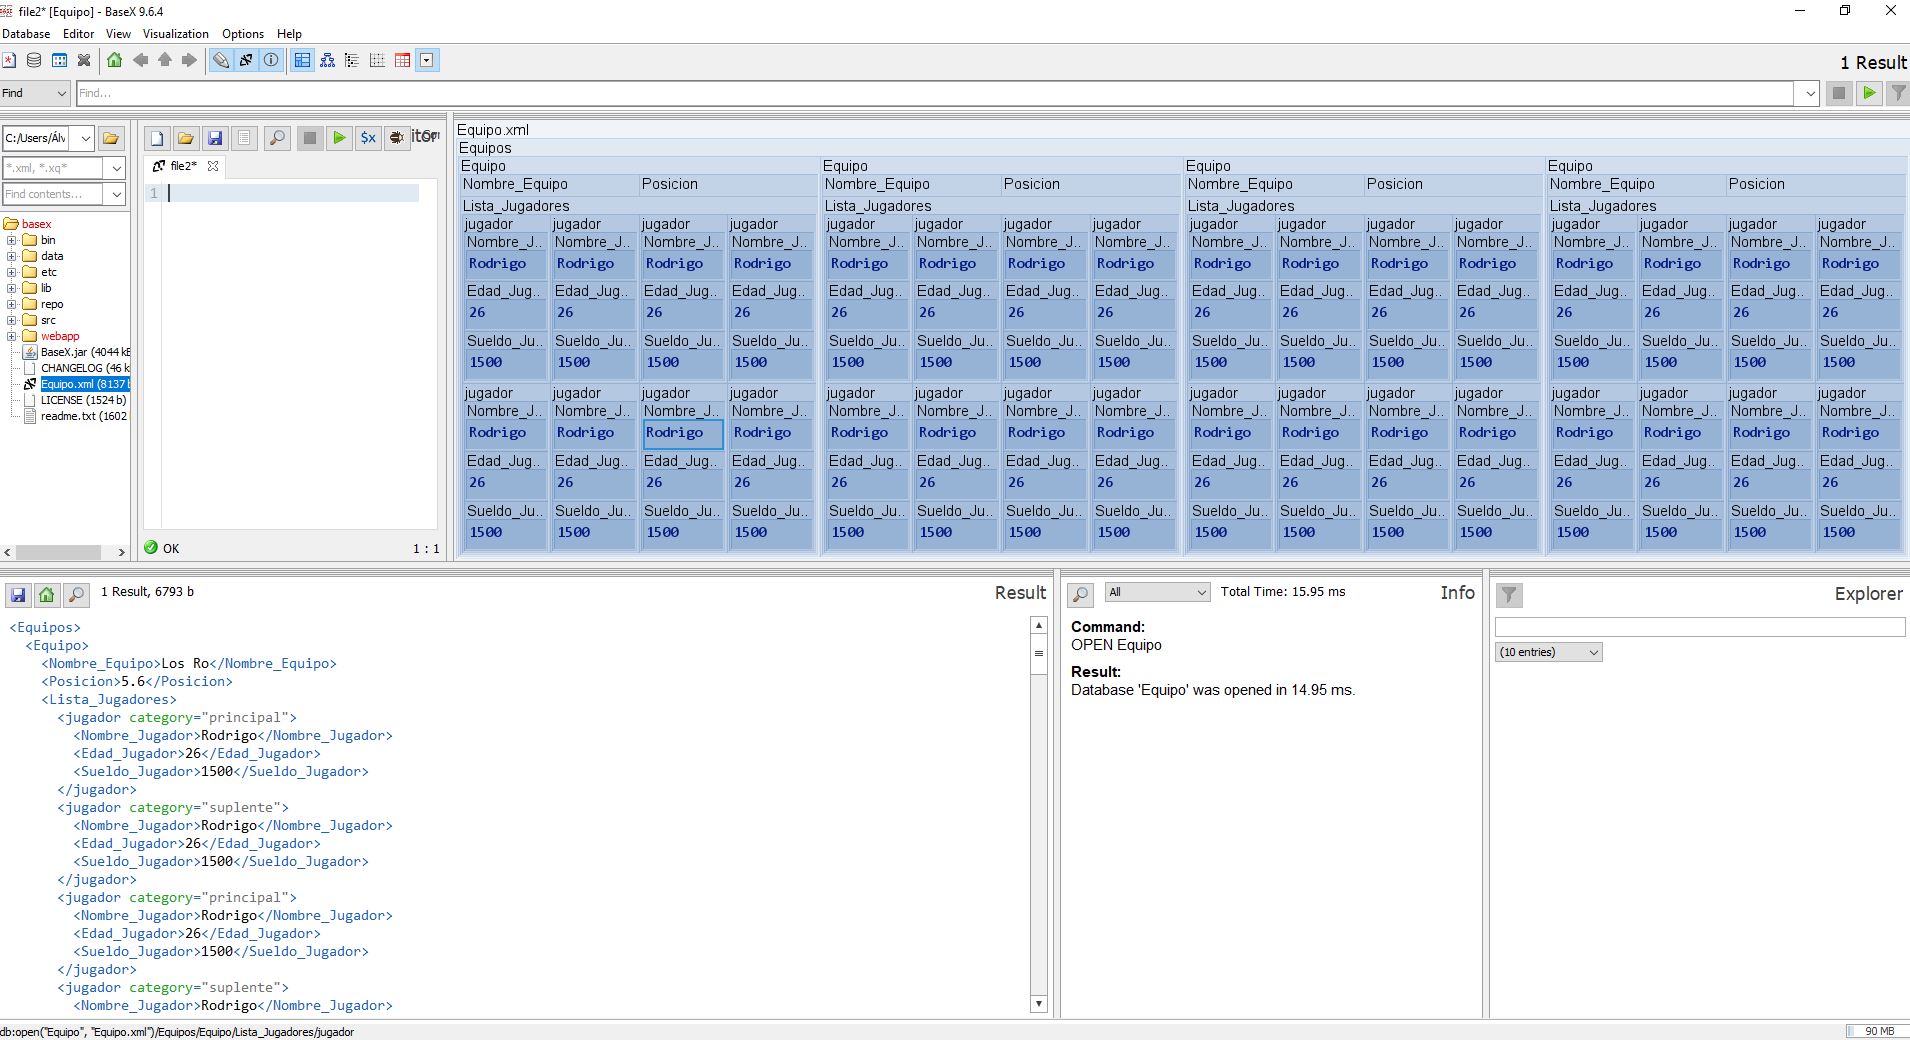 file2* [Equipo] - BaseX 9.6.4
Database Editor View Visualization Options Help
1 Result
Find Find...
C:/Users/Álv
*.xml, *.xq*
Find contents...
basex
bin
data
etc
lib
repo
src
webapp
BaseX.jar (4044 kE
CHANGELOG (46 k
Equipo.xml (8137 b
LICENSE (1524 b)
readme.txt (1602
$x itor
file2*
1
OK 1 : 1
Equipo.xml
Equipos
Equipo Equipo Equipo Equipo
Nombre_Equipo Posicion Nombre_Equipo Posicion Nombre_Equipo Posicion Nombre_Equipo Posicion
Lista_Jugadores Lista_Jugadores Lista_Jugadores Lista_Jugadores
jugador jugador jugador jugador jugador jugador jugador jugador jugador jugador jugador jugador jugador jugador jugador jugador
Nombre_J.. Nombre_J.. Nombre_J.. Nombre_J.. Nombre_J.. Nombre_J.. Nombre_J.. Nombre_J.. Nombre_J.. Nombre_J.. Nombre_J.. Nombre_J.. Nombre_J.. Nombre_J.. Nombre_J.. Nombre_J..
Rodrigo Rodrigo Rodrigo Rodrigo Rodrigo Rodrigo Rodrigo Rodrigo Rodrigo Rodrigo Rodrigo Rodrigo Rodrigo Rodrigo Rodrigo Rodrigo
Edad_Jug.. Edad_Jug.. Edad_Jug.. Edad_Jug.. Edad_Jug.. Edad_Jug.. Edad_Jug.. Edad_Jug.. Edad_Jug.. Edad_Jug.. Edad_Jug.. Edad_Jug.. Edad_Jug.. Edad_Jug.. Edad_Jug.. Edad_Jug..
26 26 26 26 26 26 26 26 26 26 26 26 26 26 26 26
Sueldo_Ju.. Sueldo_Ju.. Sueldo_Ju.. Sueldo_Ju.. Sueldo_Ju.. Sueldo_Ju.. Sueldo_Ju.. Sueldo_Ju.. Sueldo_Ju.. Sueldo_Ju.. Sueldo_Ju.. Sueldo_Ju.. Sueldo_Ju.. Sueldo_Ju.. Sueldo_Ju.. Sueldo_Ju..
1500 1500 1500 1500 1500 1500 1500 1500 1500 1500 1500 1500 1500 1500 1500 1500
jugador jugador jugador jugador jugador jugador jugador jugador jugador jugador jugador jugador jugador jugador jugador jugador
Nombre_J.. Nombre_J.. Nombre_J.. Nombre_J.. Nombre_J.. Nombre_J.. Nombre_J.. Nombre_J.. Nombre_J.. Nombre_J.. Nombre_J.. Nombre_J.. Nombre_J.. Nombre_J.. Nombre_J.. Nombre_J..
Rodrigo Rodrigo Rodrigo Rodrigo Rodrigo Rodrigo Rodrigo Rodrigo Rodrigo Rodrigo Rodrigo Rodrigo Rodrigo Rodrigo Rodrigo Rodrigo
Edad_Jug.. Edad_Jug.. Edad_Jug.. Edad_Jug.. Edad_Jug.. Edad_Jug.. Edad_Jug.. Edad_Jug.. Edad_Jug.. Edad_Jug.. Edad_Jug.. Edad_Jug.. Edad_Jug.. Edad_Jug.. Edad_Jug.. Edad_Jug..
26 26 26 26 26 26 26 26 26 26 26 26 26 26 26 26
Sueldo_Ju.. Sueldo_Ju.. Sueldo_Ju.. Sueldo_Ju.. Sueldo_Ju.. Sueldo_Ju.. Sueldo_Ju.. Sueldo_Ju.. Sueldo_Ju.. Sueldo_Ju.. Sueldo_Ju.. Sueldo_Ju.. Sueldo_Ju.. Sueldo_Ju.. Sueldo_Ju.. Sueldo_Ju..
1500 1500 1500 1500 1500 1500 1500 1500 1500 1500 1500 1500 1500 1500 1500 1500
1 Result, 6793 b Result
<Equipos>
<Equipo>
<Nombre_Equipo>Los Ro</Nombre_Equipo>
<Posicion>5.6</Posicion>
<Lista_Jugadores>
<jugador category="principal">
<Nombre_Jugador>Rodrigo</Nombre_Jugador>
<Edad_Jugador>26</Edad_Jugador>
<Sueldo_Jugador>1500</Sueldo_Jugador>
</jugador>
<jugador category="suplente">
<Nombre_Jugador>Rodrigo</Nombre_Jugador>
<Edad_Jugador>26</Edad_Jugador>
<Sueldo_Jugador>1500</Sueldo_Jugador>
</jugador>
<jugador category="principal">
<Nombre_Jugador>Rodrigo</Nombre_Jugador>
<Edad_Jugador>26</Edad_Jugador>
<Sueldo_Jugador>1500</Sueldo_Jugador>
</jugador>
<jugador category="suplente">
<Nombre_Jugador>Rodrigo</Nombre_Jugador>
All Total Time: 15.95 ms Info
Command:
OPEN Equipo
Result:
Database 'Equipo' was opened in 14.95 ms.
Explorer
(10 entries)
db:open("Equipo", "Equipo.xml")/Equipos/Equipo/Lista_Jugadores/jugador
90 MB